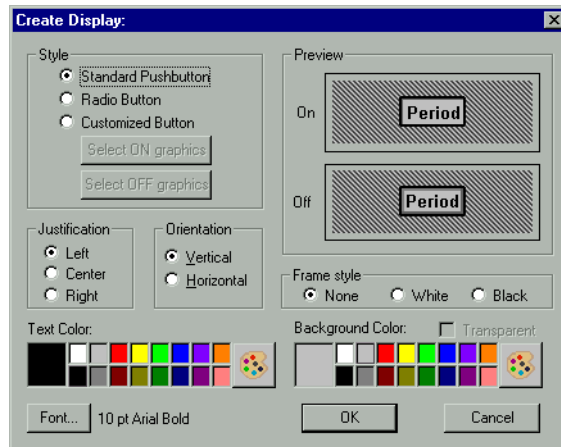 Create Display:
Style
Standard Pushbutton
Radio Button
Customized Button
Select ON graphics
Select OFF graphics
Preview
On
Period
Off
Period
Justification
Left
Center
Right
Orientation
Vertical
Horizontal
Frame style
None
White
Black
Text Color:
Background Color:
Transparent
Font...
10 pt Arial Bold
OK
Cancel